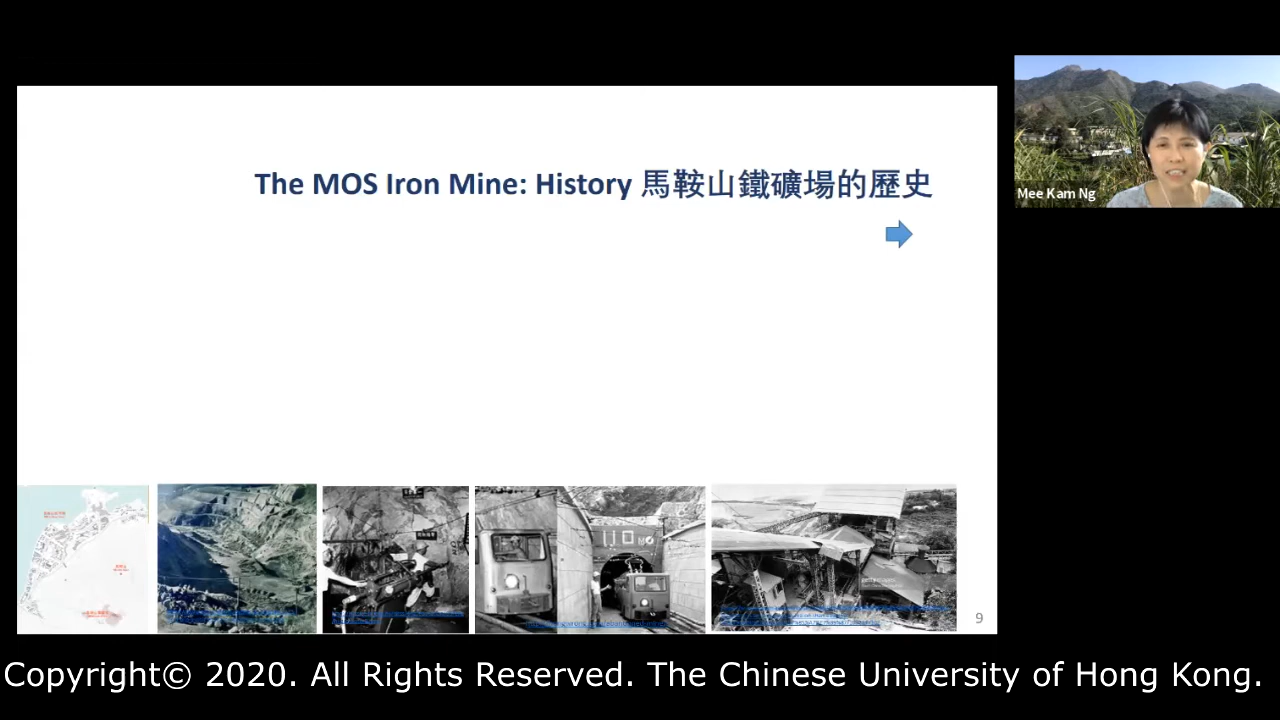 The MOS Iron Mine: History 馬鞍山鐵礦場的歷史
Mee Kam Ng
9
Copyright© 2020. All Rights Reserved. The Chinese University of Hong Kong.